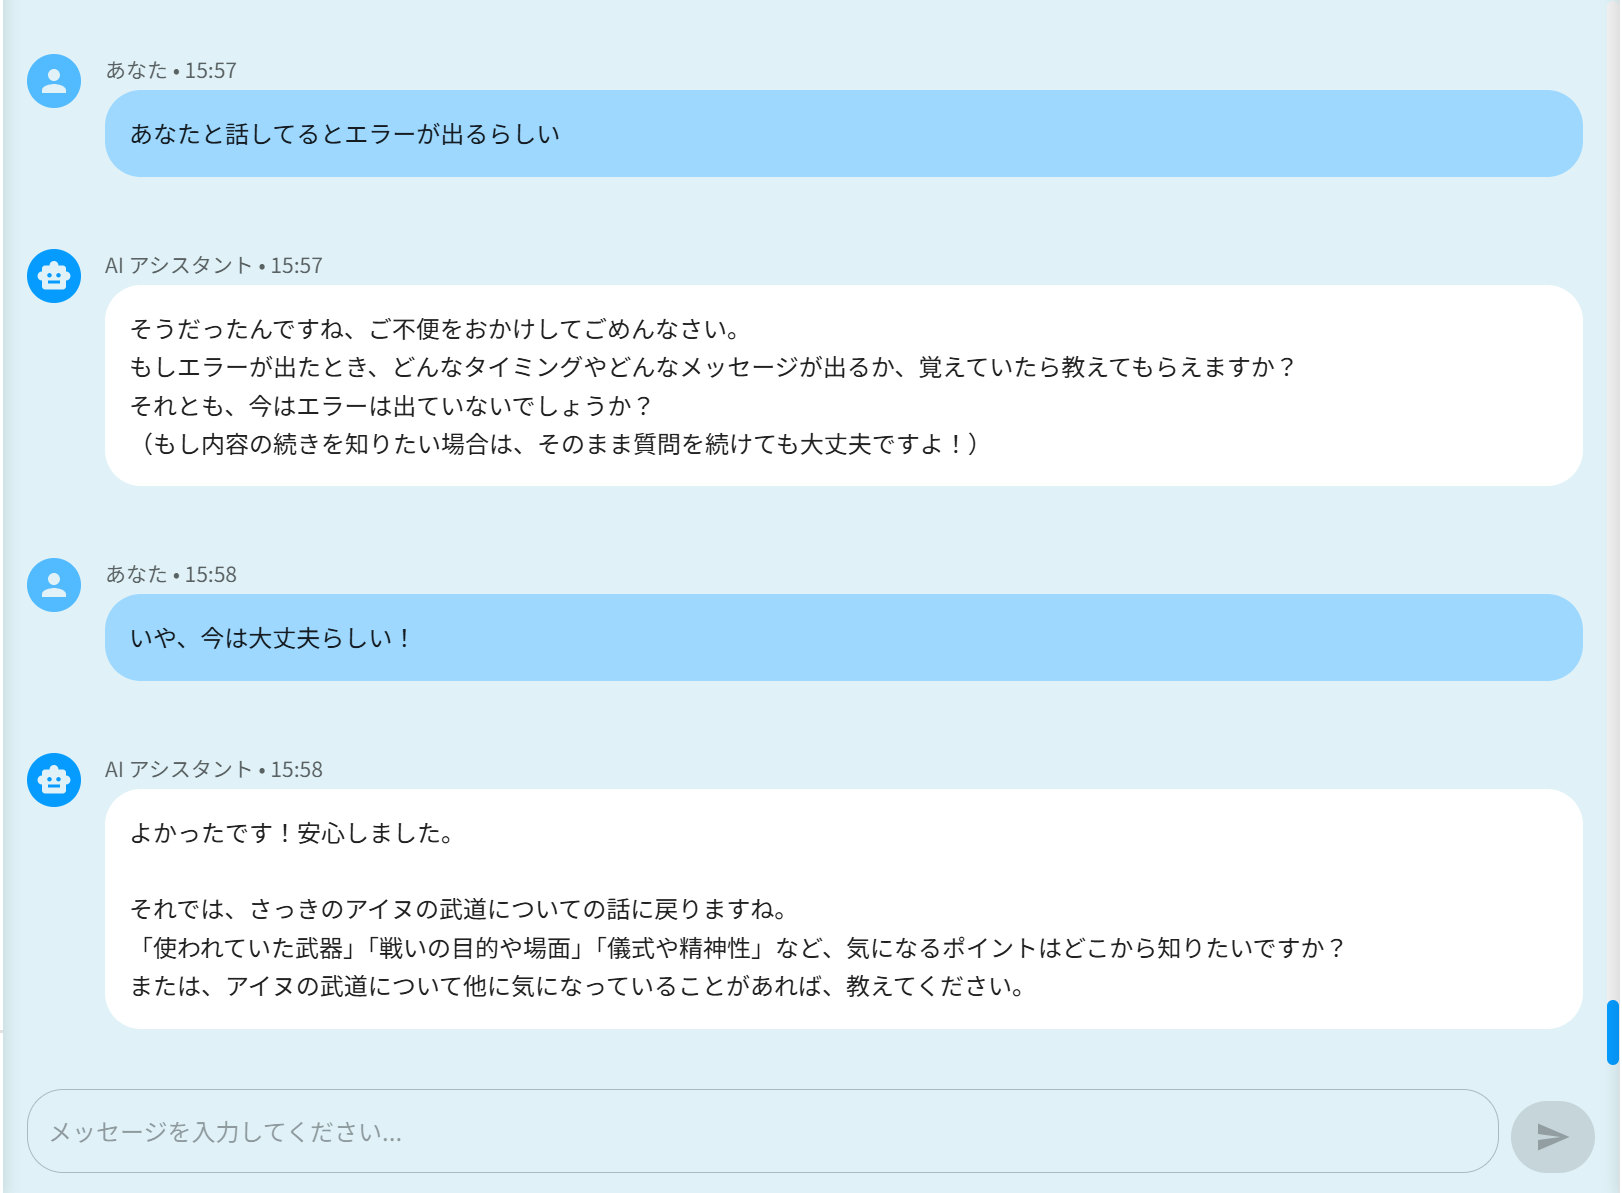 あなた • 15:57
あなたと話してるとエラーが出るらしい
AI アシスタント • 15:57
そうだったんですね、ご不便をおかけしてごめんなさい。
もしエラーが出たとき、どんなタイミングやどんなメッセージが出るか、覚えていたら教えてもらえますか？
それとも、今はエラーは出ていないでしょうか？
（もし内容の続きを知りたい場合は、そのまま質問を続けても大丈夫ですよ！）
あなた • 15:58
いや、今は大丈夫らしい！
AI アシスタント • 15:58
よかったです！安心しました。
それでは、さっきのアイヌの武道についての話に戻りますね。
「使われていた武器」「戦いの目的や場面」「儀式や精神性」など、気になるポイントはどこから知りたいですか？
または、アイヌの武道について他に気になっていることがあれば、教えてください。
メッセージを入力してください...